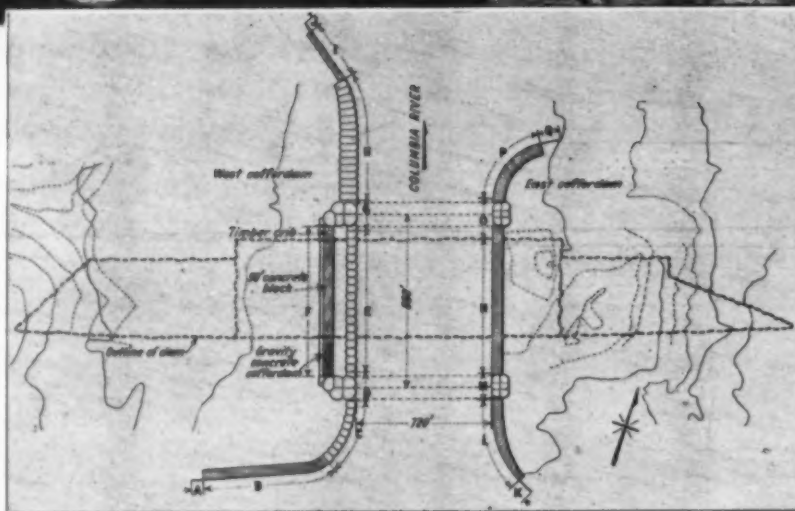 COLUMBIA RIVER
West cofferdam
East cofferdam
Timber crib
50' concrete
block
Gravity
concrete
cofferdam
Outline of dam
720'
A
B
C
E
F
H
K
L
M
N
P